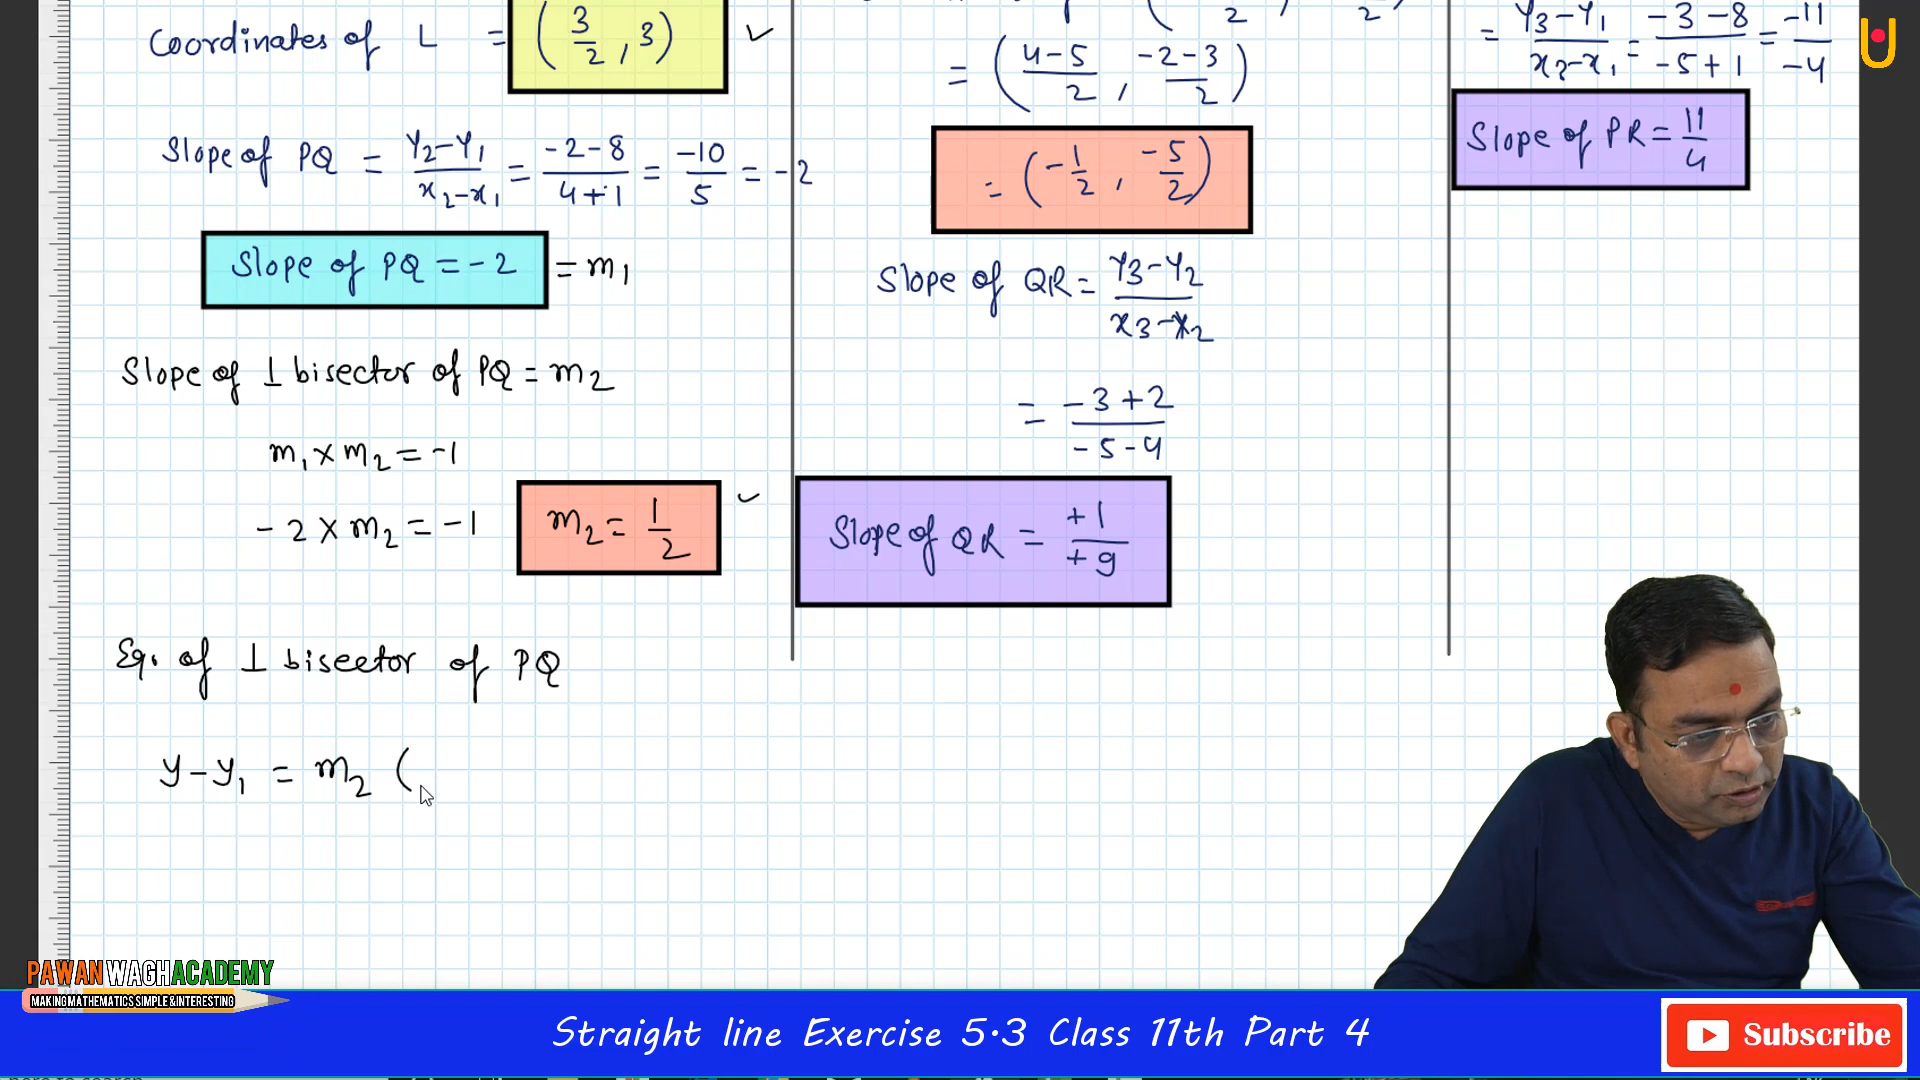 Coordinates of L = (3/2, 3) ✓
Slope of PQ = y2-y1/x2-x1 = -2-8/4+1 = -10/5 = -2
Slope of PQ = -2 = m1
Slope of ⊥ bisector of PQ = m2
m1 × m2 = -1
-2 × m2 = -1
m2 = 1/2 ✓
Eq. of ⊥ bisector of PQ
y-y1 = m2 (
= (4-5/2, -2-3/2)
= (-1/2, -5/2)
Slope of QR = y3-y2/x3-x2
= -3+2/-5-4
Slope of QR = +1/+9
= y3-y1/x3-x1 = -3-8/-5+1 = -11/-4
Slope of PR = 11/4
PAWAN WAGH ACADEMY
MAKING MATHEMATICS SIMPLE & INTERESTING
Straight line Exercise 5.3 Class 11th Part 4
Subscribe